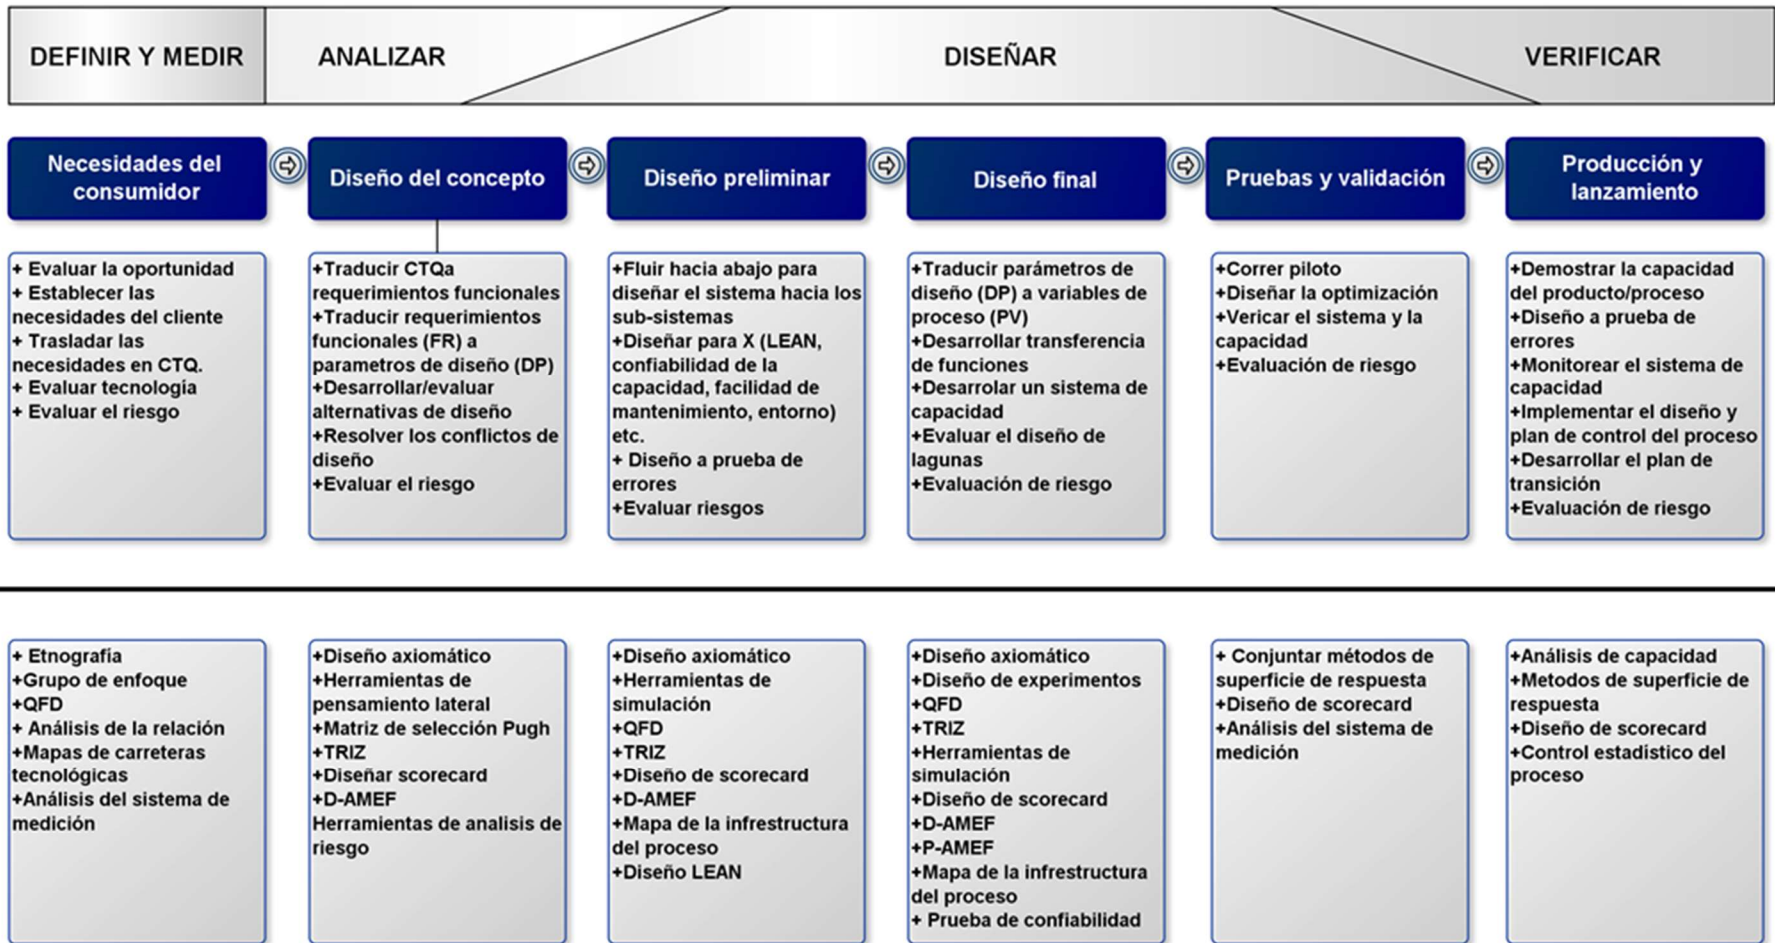 DEFINIR Y MEDIR
ANALIZAR
DISEÑAR
VERIFICAR
Necesidades del
consumidor
Diseño del concepto
Diseño preliminar
Diseño final
Pruebas y validación
Producción y
lanzamiento
+ Evaluar la oportunidad
+ Establecer las
necesidades del cliente
+ Trasladar las
necesidades en CTQ.
+ Evaluar tecnología
+ Evaluar el riesgo
+Traducir CTQa
requerimientos funcionales
+Traducir requerimientos
funcionales (FR) a
parametros de diseño (DP)
+Desarrollar/evaluar
alternativas de diseño
+Resolver los conflictos de
diseño
+Evaluar el riesgo
+Fluir hacia abajo para
diseñar el sistema hacia los
sub-sistemas
+Diseñar para X (LEAN,
confiabilidad de la
capacidad, facilidad de
mantenimiento, entorno)
etc.
+ Diseño a prueba de
errores
+Evaluar riesgos
+Traducir parámetros de
diseño (DP) a variables de
proceso (PV)
+Desarrollar transferencia
de funciones
+Desarrolar un sistema de
capacidad
+Evaluar el diseño de
lagunas
+Evaluación de riesgo
+Correr piloto
+Diseñar la optimización
+Vericar el sistema y la
capacidad
+Evaluación de riesgo
+Demostrar la capacidad
del producto/proceso
+Diseño a prueba de
errores
+Monitorear el sistema de
capacidad
+Implementar el diseño y
plan de control del proceso
+Desarrollar el plan de
transición
+Evaluación de riesgo
+ Etnografía
+Grupo de enfoque
+QFD
+ Análisis de la relación
+Mapas de carreteras
tecnológicas
+Análisis del sistema de
medición
+Diseño axiomático
+Herramientas de
pensamiento lateral
+Matriz de selección Pugh
+TRIZ
+Diseñar scorecard
+D-AMEF
Herramientas de analisis de
riesgo
+Diseño axiomático
+Herramientas de
simulación
+QFD
+TRIZ
+Diseño de scorecard
+D-AMEF
+Mapa de la infrestructura
del proceso
+Diseño LEAN
+Diseño axiomático
+Diseño de experimentos
+QFD
+TRIZ
+Herramientas de
simulación
+Diseño de scorecard
+D-AMEF
+P-AMEF
+Mapa de la infrestructura
del proceso
+ Prueba de confiabilidad
+ Conjuntar métodos de
superficie de respuesta
+Diseño de scorecard
+Análisis del sistema de
medición
+Análisis de capacidad
+Metodos de superficie de
respuesta
+Diseño de scorecard
+Control estadístico del
proceso